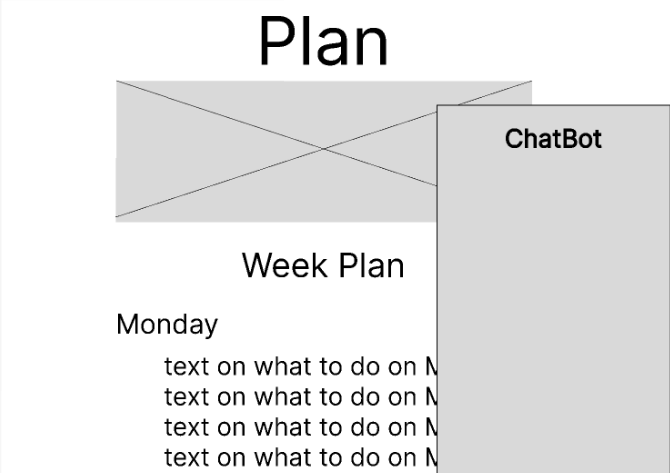 Plan
ChatBot
Week Plan
Monday
text on what to do on
text on what to do on
text on what to do on
text on what to do on